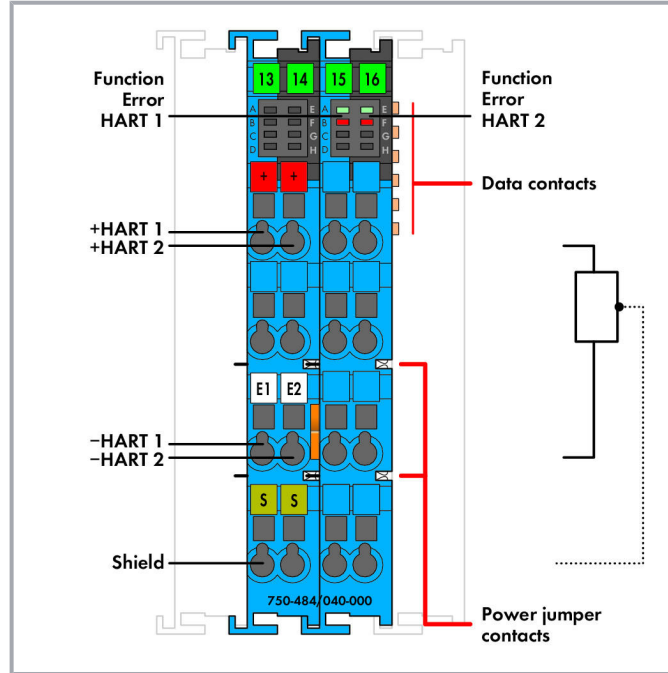 13 14 15 16
Function
Error
HART 1
Function
Error
HART 2
A E A E
B F B F
C G C G
D H D H
+ +
Data contacts
+HART 1
+HART 2
E1 E2
−HART 1
−HART 2
S S
Shield
750-484/040-000
Power jumper
contacts